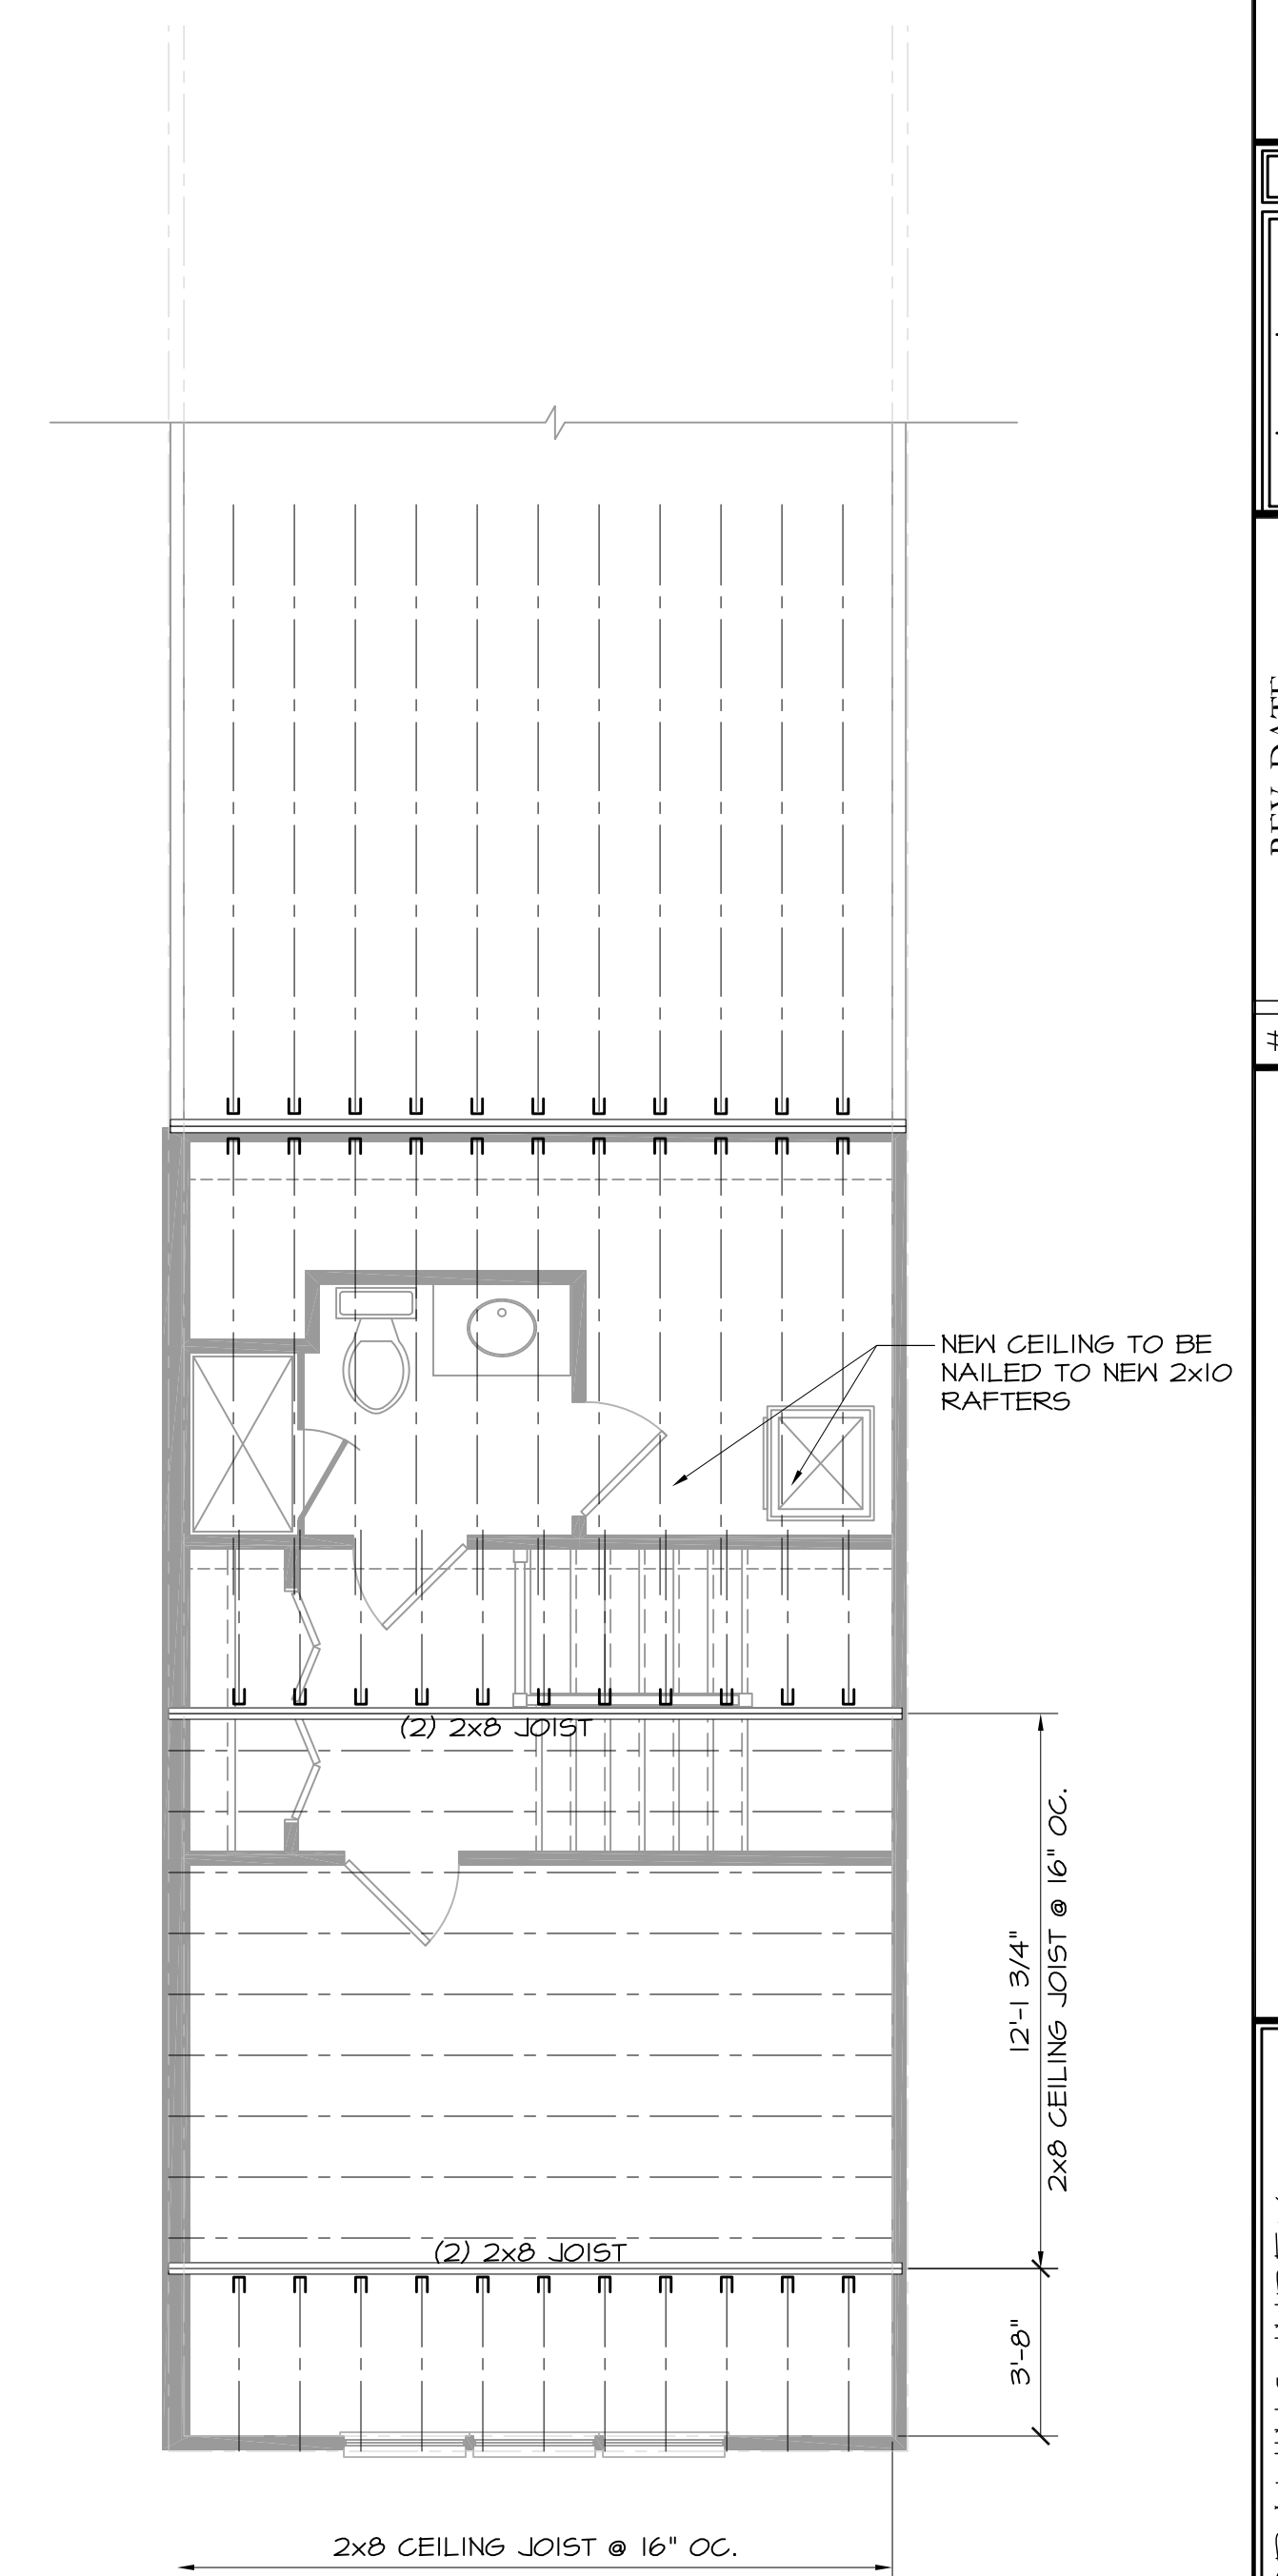 NEW CEILING TO BE
NAILED TO NEW 2x10
RAFTERS
(2) 2x8 JOIST
12'-1 3/4"
2x8 CEILING JOIST @ 16" OC.
(2) 2x8 JOIST
3'-8"
2x8 CEILING JOIST @ 16" OC.
#